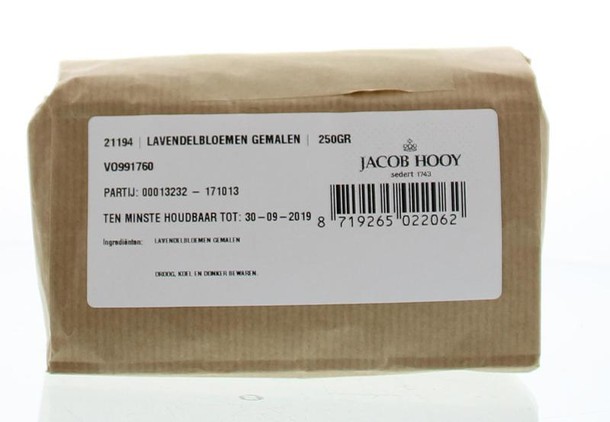 21194 | LAVENDELBLOEMEN GEMALEN | 250GR
VO991760
PARTIJ: 00013232 - 171013
TEN MINSTE HOUDBAAR TOT: 30-09-2019
Ingrediënten: LAVENDELBLOEMEN GEMALEN
DROOG, KOEL EN DONKER BEWAREN.
JACOB HOOY
sedert 1743
8 719265 022062